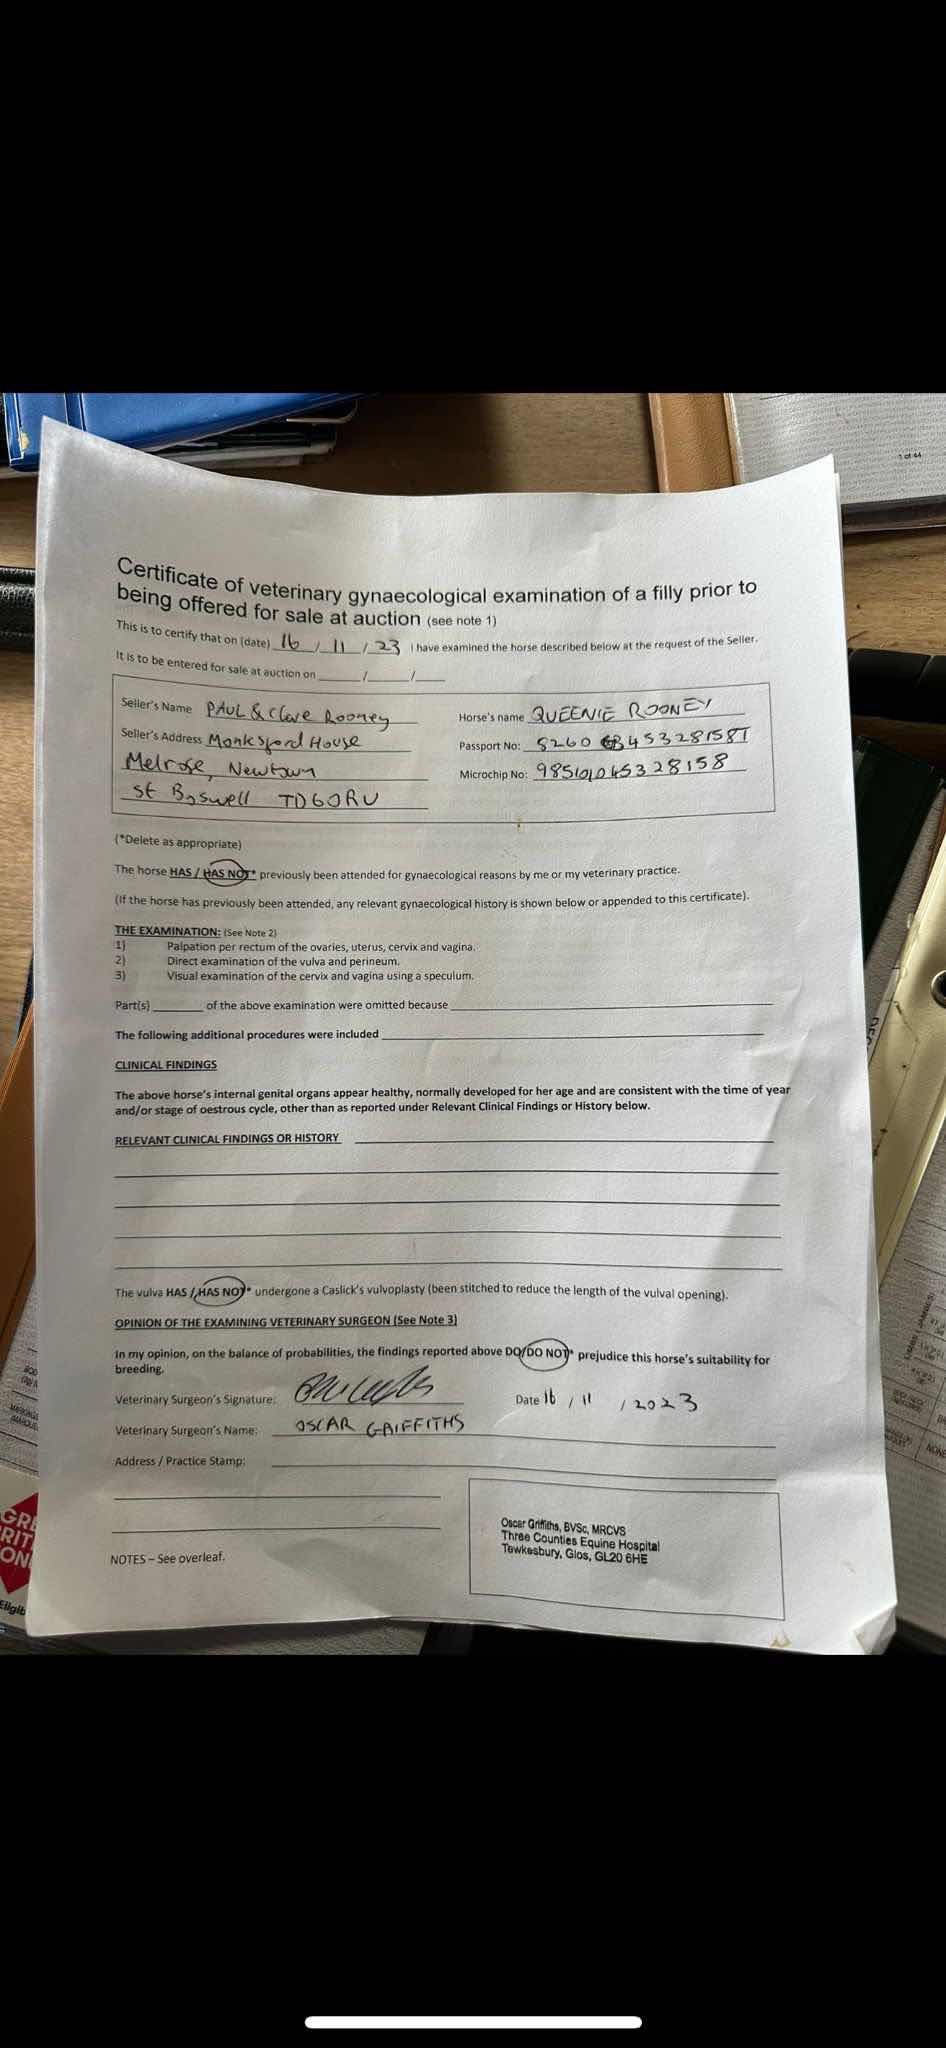 1 of 44
Certificate of veterinary gynaecological examination of a filly prior to
being offered for sale at auction (see note 1)
This is to certify that on (date) 16 / 11 / 23 I have examined the horse described below at the request of the Seller.
It is to be entered for sale at auction on ____/____/____
Seller's Name PAUL & Clare Rooney
Seller's Address Monksford House
Melrose, Newtown
St Boswell TD6 0RU
Horse's name QUEENIE ROONEY
Passport No: 8260 GB45328158T
Microchip No: 985101045328158
(*Delete as appropriate)
The horse HAS / HAS NOT* previously been attended for gynaecological reasons by me or my veterinary practice.
(If the horse has previously been attended, any relevant gynaecological history is shown below or appended to this certificate).
THE EXAMINATION: (See Note 2)
1) Palpation per rectum of the ovaries, uterus, cervix and vagina.
2) Direct examination of the vulva and perineum.
3) Visual examination of the cervix and vagina using a speculum.
Part(s) ______ of the above examination were omitted because ______
The following additional procedures were included ______
CLINICAL FINDINGS
The above horse's internal genital organs appear healthy, normally developed for her age and are consistent with the time of year
and/or stage of oestrous cycle, other than as reported under Relevant Clinical Findings or History below.
RELEVANT CLINICAL FINDINGS OR HISTORY
The vulva HAS / HAS NOT* undergone a Caslick's vulvoplasty (been stitched to reduce the length of the vulval opening).
OPINION OF THE EXAMINING VETERINARY SURGEON (See Note 3)
In my opinion, on the balance of probabilities, the findings reported above DO/DO NOT* prejudice this horse's suitability for
breeding.
Veterinary Surgeon's Signature:
Date 16 / 11 / 2023
Veterinary Surgeon's Name: OSCAR GRIFFITHS
Address / Practice Stamp:
Oscar Griffiths, BVSc, MRCVS
Three Counties Equine Hospital
Tewkesbury, Glos, GL20 6HE
NOTES – See overleaf.